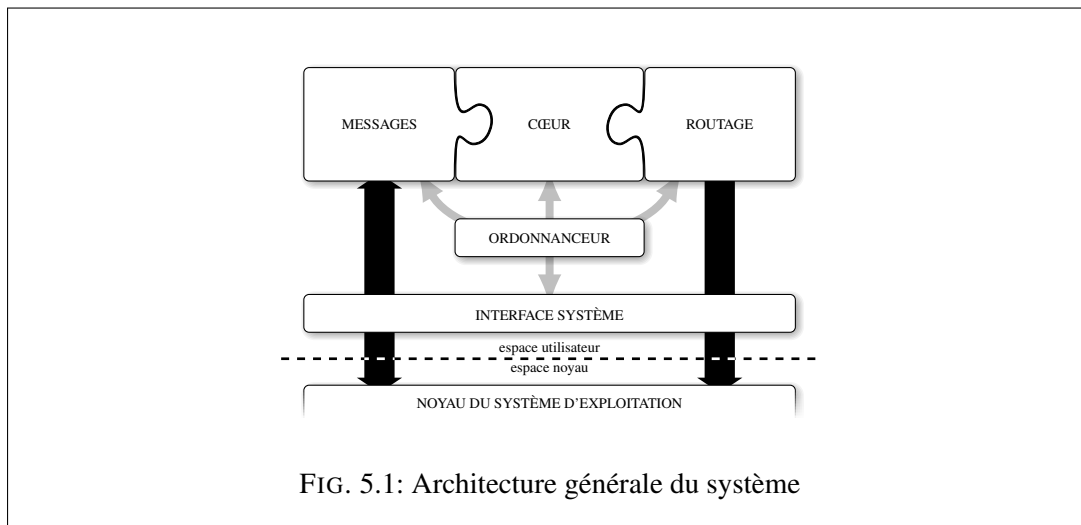 MESSAGES
CŒUR
ROUTAGE
ORDONNANCEUR
INTERFACE SYSTÈME
espace utilisateur
espace noyau
NOYAU DU SYSTÈME D'EXPLOITATION
FIG. 5.1: Architecture générale du système